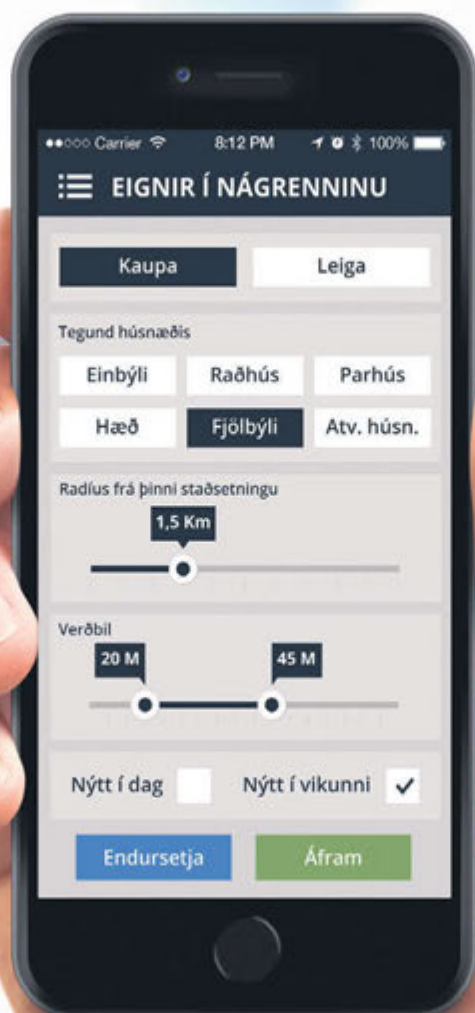 Carrier 8:12 PM 100%
EIGNIR Í NÁGRENNINU
Kaupa Leiga
Tegund húsnæðis
Einbýli Raðhús Parhús
Hæð Fjölbýli Atv. húsn.
Radíus frá þinni staðsetningu
1,5 Km
Verðbil
20 M 45 M
Nýtt í dag Nýtt í vikunni
Endursetja Áfram